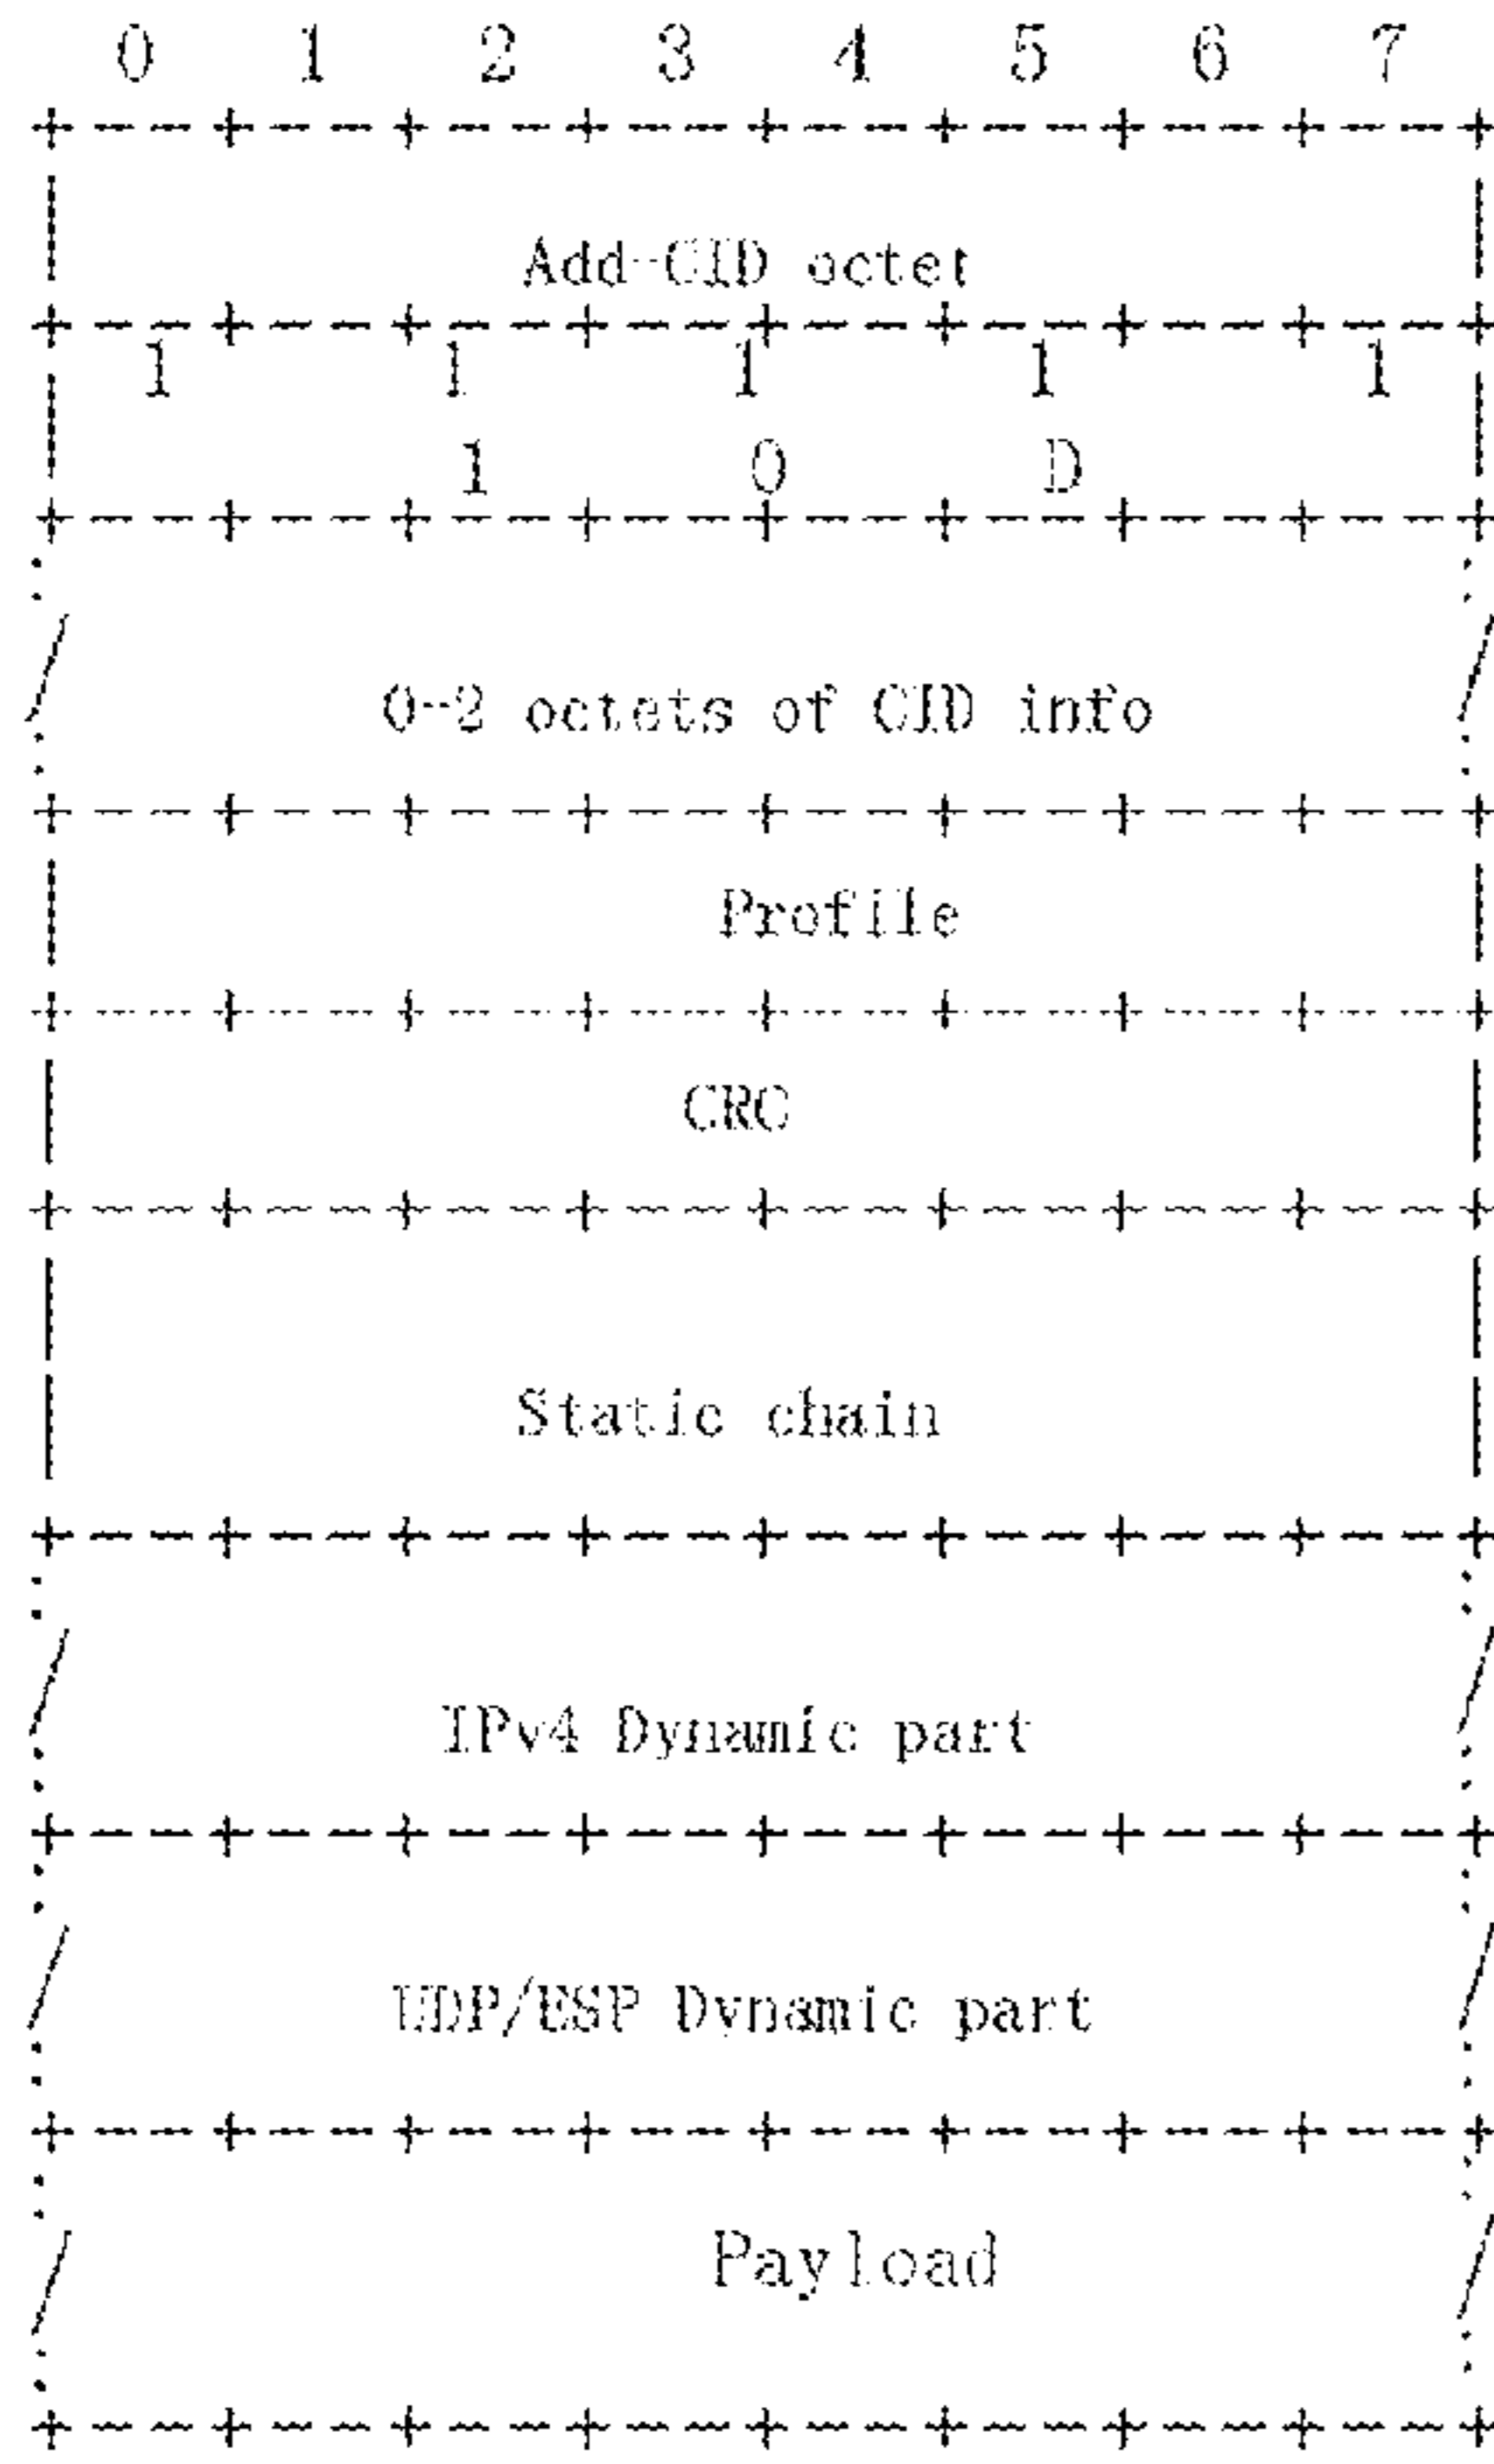 0 1 2 3 4 5 6 7
Add-CID octet
1 1 1 1 1
1 0 D
0-2 octets of CID info
Profile
CRC
Static chain
IPv4 Dynamic part
UDP/ESP Dynamic part
Payload